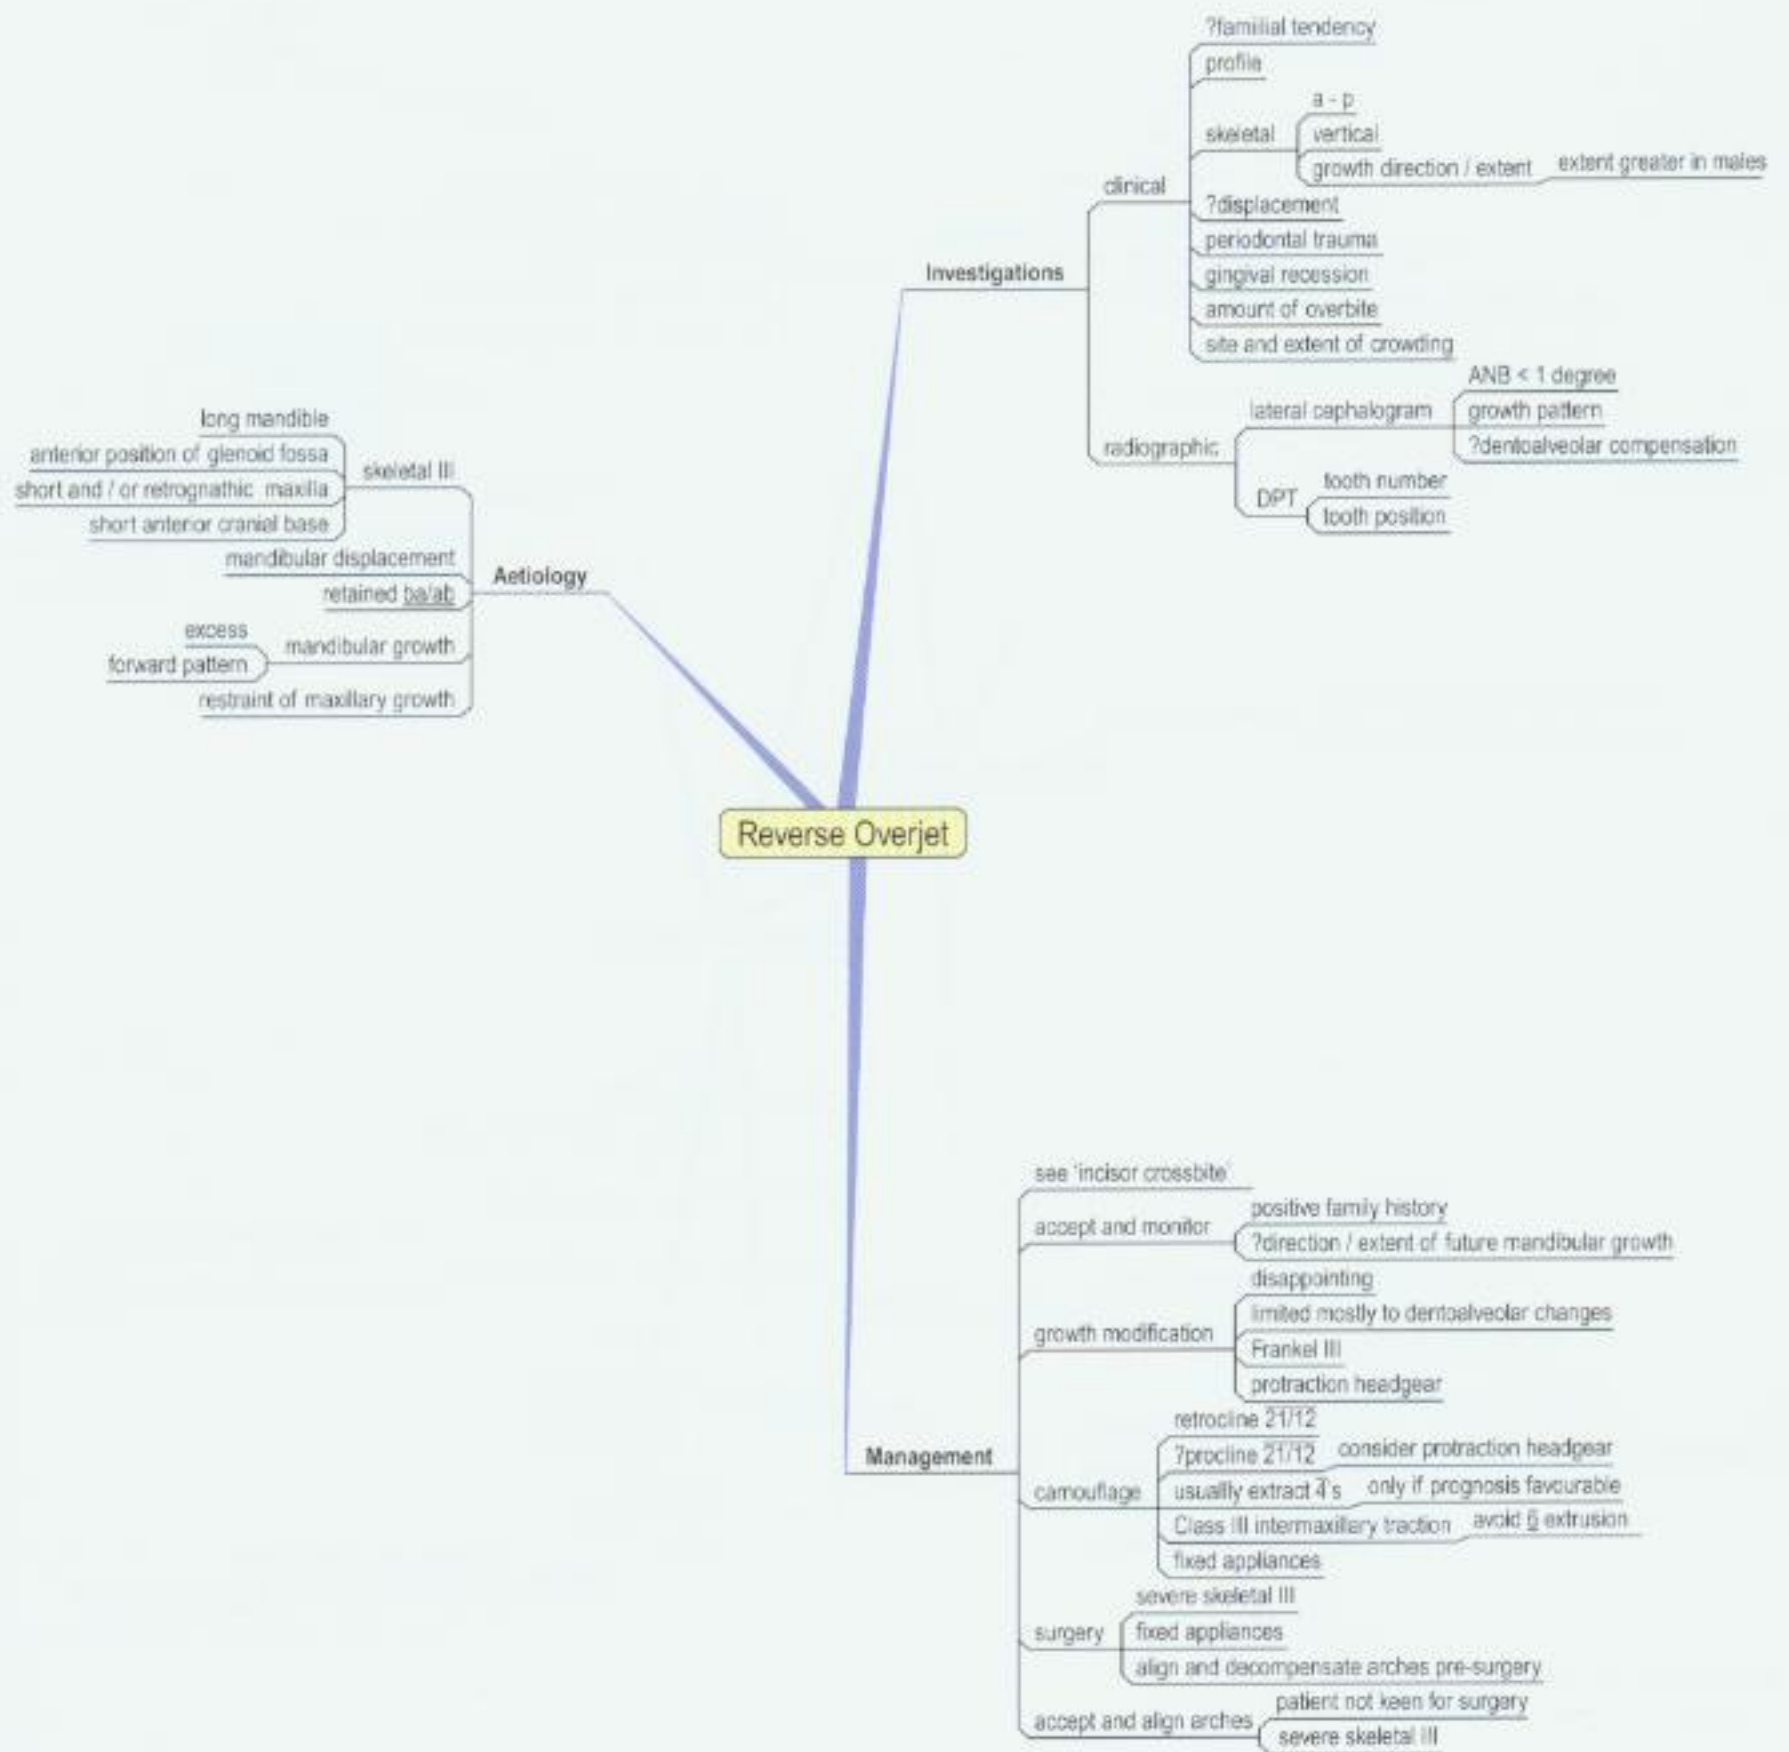 Reverse Overjet
Investigations
clinical
?familial tendency
profile
skeletal
a - p
vertical
growth direction / extent
extent greater in males
?displacement
periodontal trauma
gingival recession
amount of overbite
site and extent of crowding
radiographic
lateral cephalogram
ANB < 1 degree
growth pattern
?dentoalveolar compensation
DPT
tooth number
tooth position
Aetiology
skeletal III
long mandible
anterior position of glenoid fossa
short and / or retrognathic maxilla
short anterior cranial base
mandibular displacement
retained ba/ab
mandibular growth
excess
forward pattern
restraint of maxillary growth
Management
see 'incisor crossbite'
accept and monitor
positive family history
?direction / extent of future mandibular growth
growth modification
disappointing
limited mostly to dentoalveolar changes
Frankel III
protraction headgear
camouflage
retrocline 21/12
?procline 21/12
consider protraction headgear
usuallly extract 4's
only if prognosis favourable
Class III intermaxillary traction
avoid 6 extrusion
fixed appliances
surgery
severe skeletal III
fixed appliances
align and decompensate arches pre-surgery
accept and align arches
patient not keen for surgery
severe skeletal III